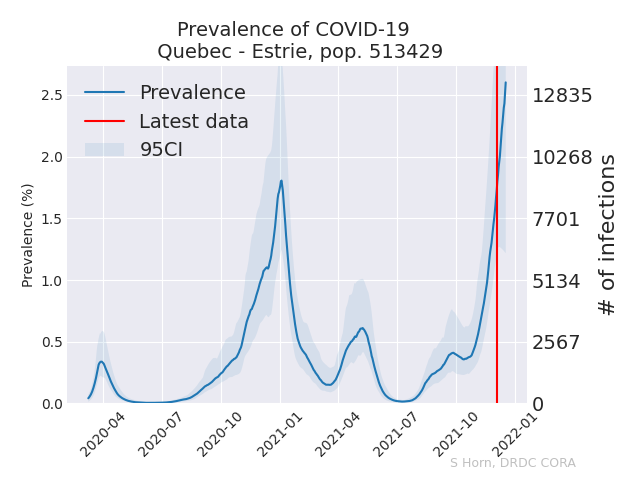 Prevalence of COVID-19
Quebec - Estrie, pop. 513429
Prevalence
Latest data
95CI
Prevalence (%)
2.5
2.0
1.5
1.0
0.5
0.0
12835
10268
7701
5134
2567
0
# of infections
2020-04
2020-07
2020-10
2021-01
2021-04
2021-07
2021-10
2022-01
S Horn, DRDC CORA